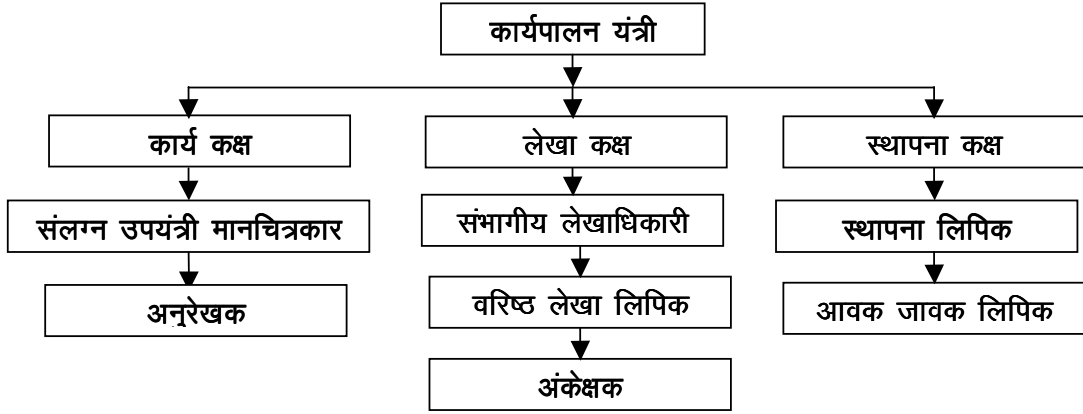 कार्यपालन यंत्री
कार्य कक्ष
लेखा कक्ष
स्थापना कक्ष
संलग्न उपयंत्री मानचित्रकार
संभागीय लेखाधिकारी
स्थापना लिपिक
अनुरेखक
वरिष्ठ लेखा लिपिक
आवक जावक लिपिक
अंकेक्षक